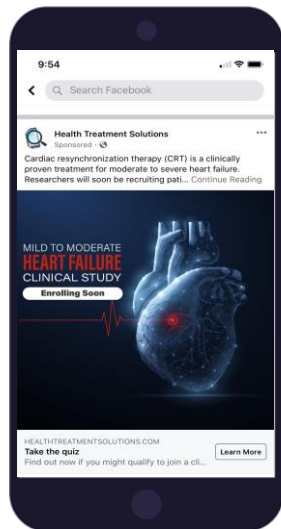 9:54
Search Facebook
Health Treatment Solutions
Sponsored ·
Cardiac resynchronization therapy (CRT) is a clinically
proven treatment for moderate to severe heart failure.
Researchers will soon be recruiting pati... Continue Reading
MILD TO MODERATE
HEART FAILURE
CLINICAL STUDY
Enrolling Soon
HEALTHTREATMENTSOLUTIONS.COM
Take the quiz
Find out now if you might qualify to join a cli...
Learn More